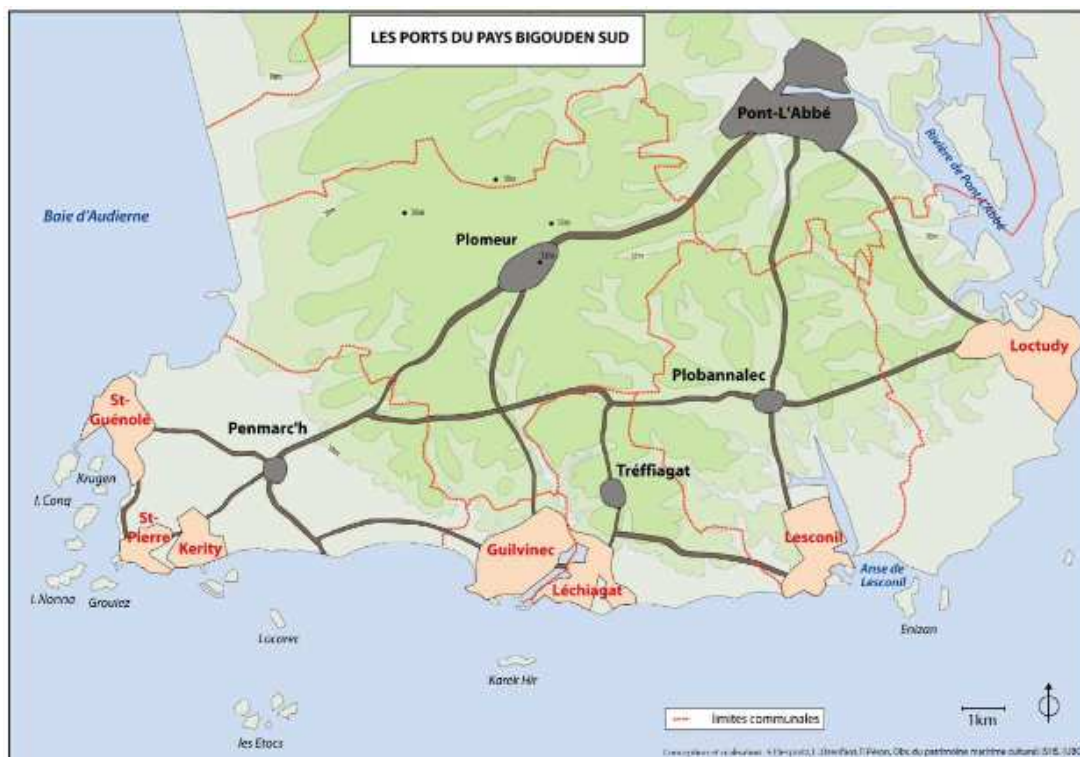 LES PORTS DU PAYS BIGOUDEN SUD
Pont-L'Abbé
Rivière de Pont-L'Abbé
Baie d'Audierne
Plomeur
Loctudy
Plobannalec
St-
Guénolé
Penmarc'h
Krugen
I. Conq
Tréffiagat
St-
Pierre
Kerity
Guilvinec
Lesconil
Léchiagat
Anse de
Lesconil
I. Nonna
Groulez
Locarec
Enizan
Karek Hir
les Etocs
limites communales
1km